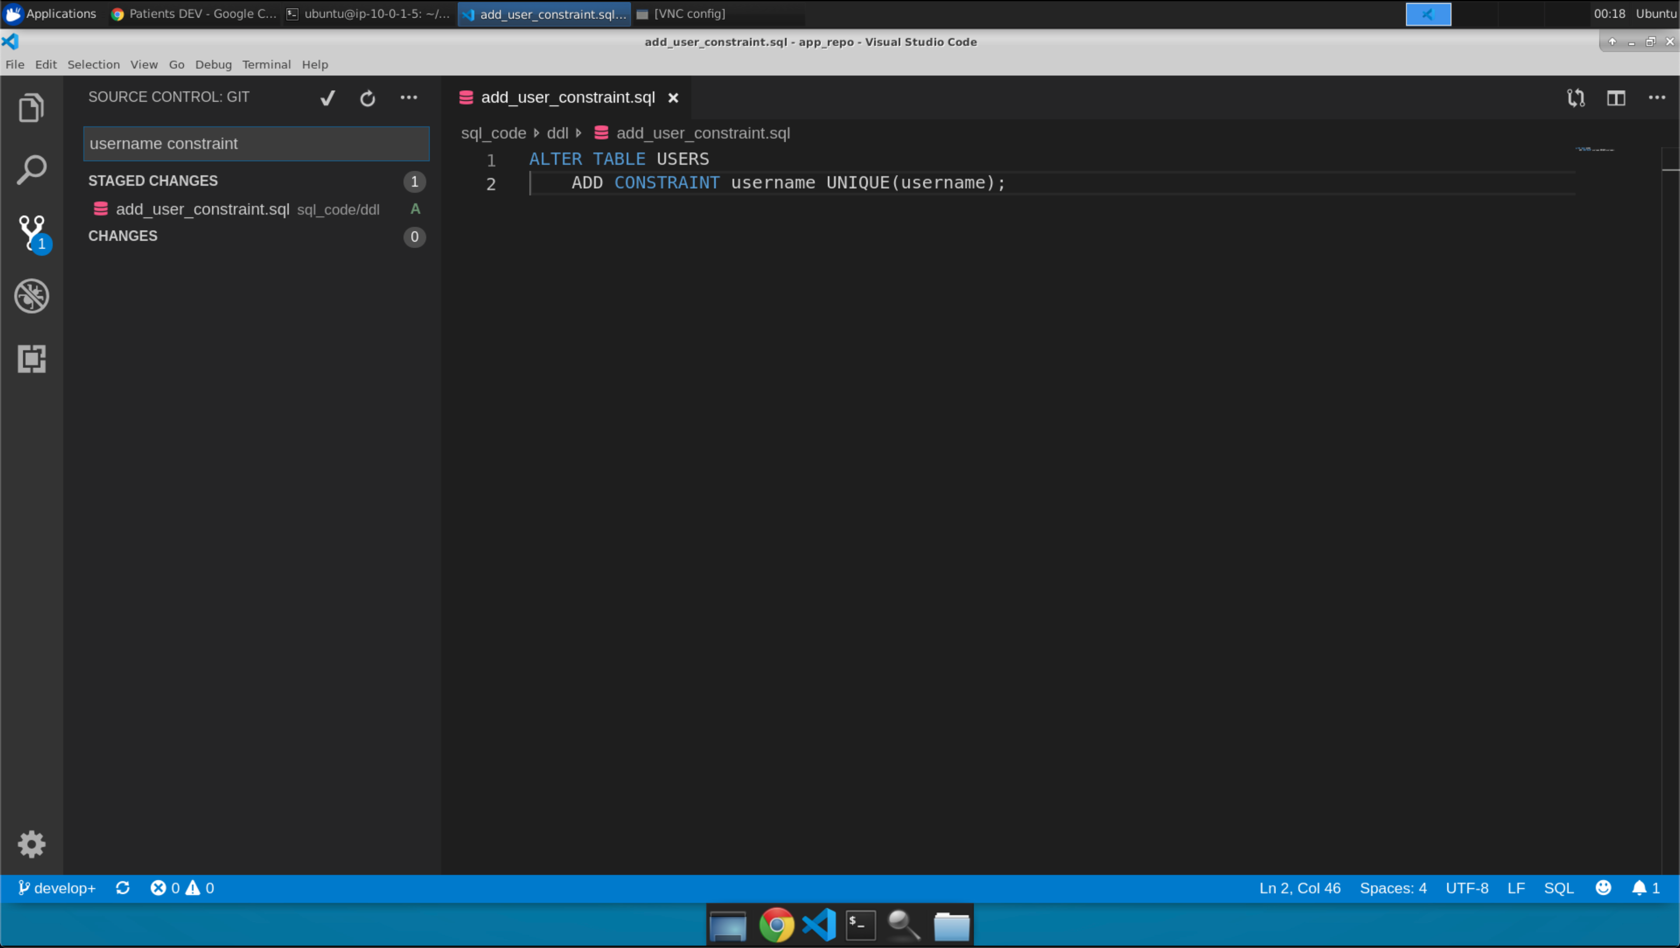 Applications Patients DEV - Google C... ubuntu@ip-10-0-1-5: ~/... add_user_constraint.sql... [VNC config] 00:18 Ubuntu
add_user_constraint.sql - app_repo - Visual Studio Code
File Edit Selection View Go Debug Terminal Help
SOURCE CONTROL: GIT
username constraint
STAGED CHANGES 1
add_user_constraint.sql sql_code/ddl A
CHANGES 0
1
add_user_constraint.sql
sql_code ddl add_user_constraint.sql
1 ALTER TABLE USERS
2 ADD CONSTRAINT username UNIQUE(username);
develop+ 0 0 Ln 2, Col 46 Spaces: 4 UTF-8 LF SQL 1
$_